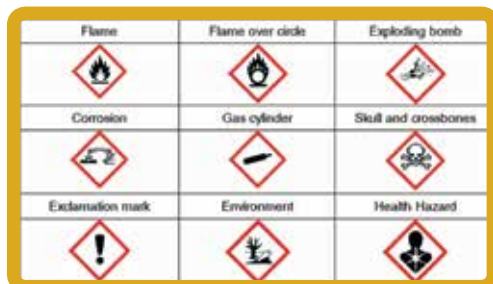 Flame Flame over circle Exploding bomb
Corrosion Gas cylinder Skull and crossbones
Exclamation mark Environment Health Hazard